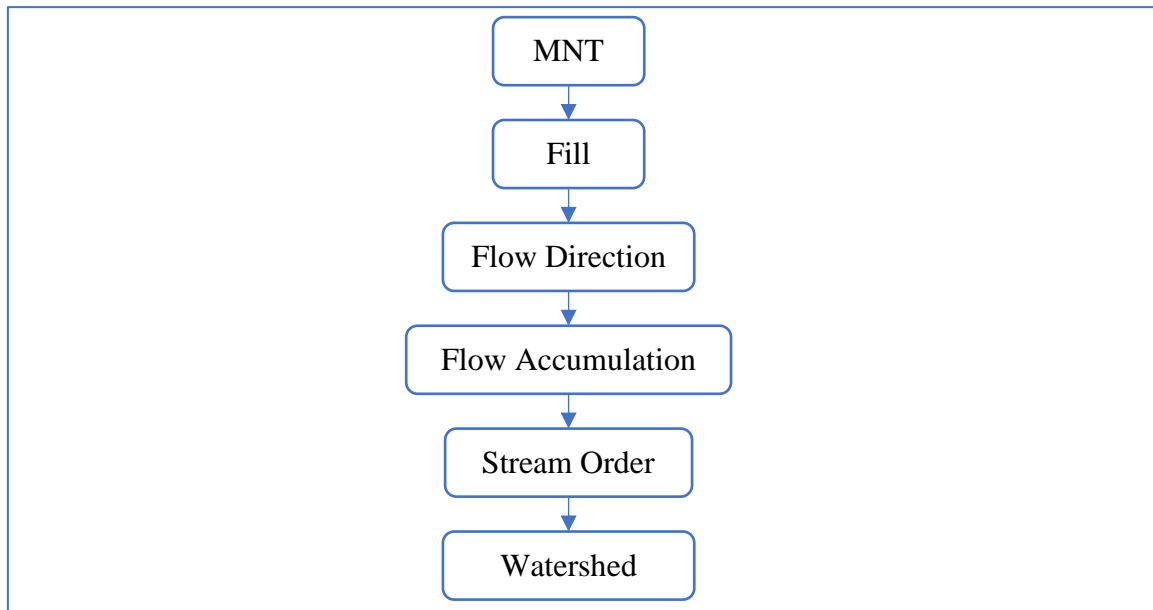 MNT
Fill
Flow Direction
Flow Accumulation
Stream Order
Watershed